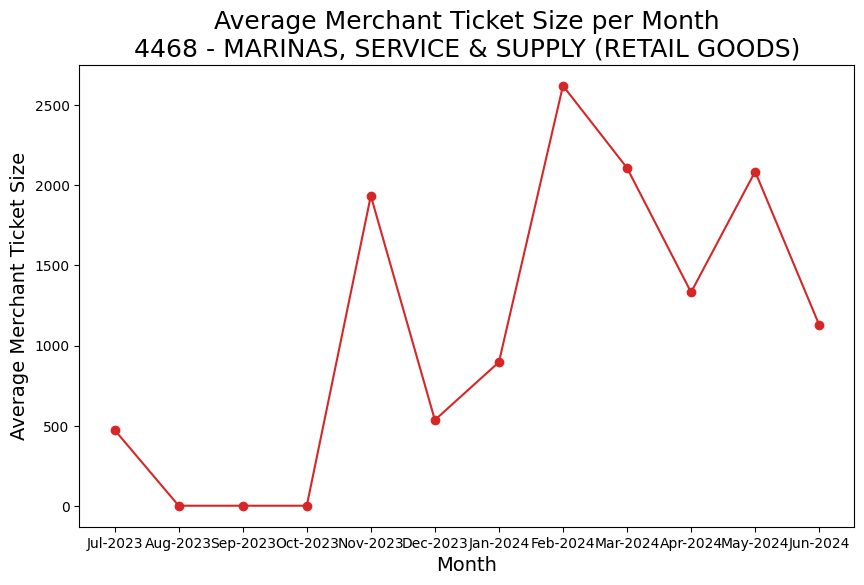 Average Merchant Ticket Size per Month
4468 - MARINAS, SERVICE & SUPPLY (RETAIL GOODS)
Average Merchant Ticket Size
2500
2000
1500
1000
500
0
Jul-2023 Aug-2023 Sep-2023 Oct-2023 Nov-2023 Dec-2023 Jan-2024 Feb-2024 Mar-2024 Apr-2024 May-2024 Jun-2024
Month